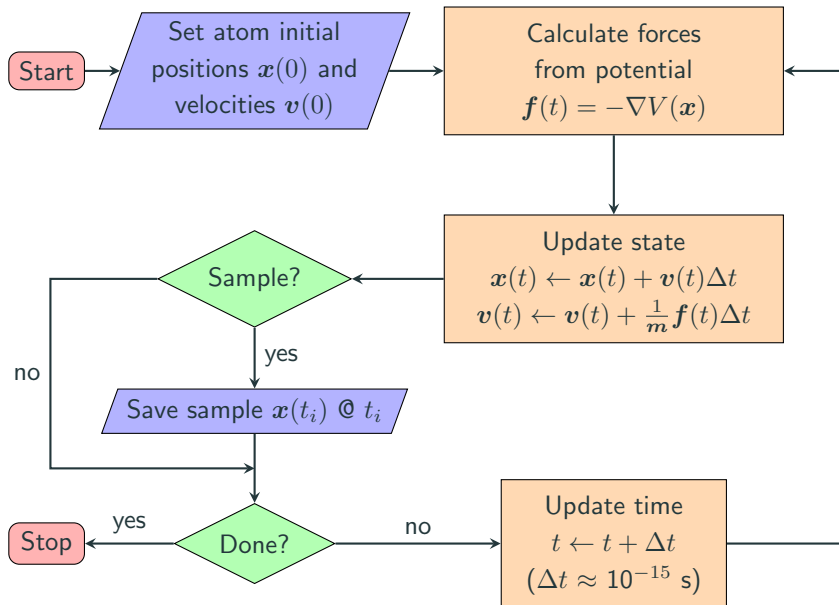 Start
Set atom initial
positions 𝒙(0) and
velocities 𝒗(0)
Calculate forces
from potential
𝒇(t) = −∇V(𝒙)
Update state
𝒙(t) ← 𝒙(t) + 𝒗(t)Δt
𝒗(t) ← 𝒗(t) + 1/𝒎 𝒇(t)Δt
Sample?
yes
no
Save sample 𝒙(tᵢ) @ tᵢ
Done?
yes
Stop
no
Update time
t ← t + Δt
(Δt ≈ 10⁻¹⁵ s)